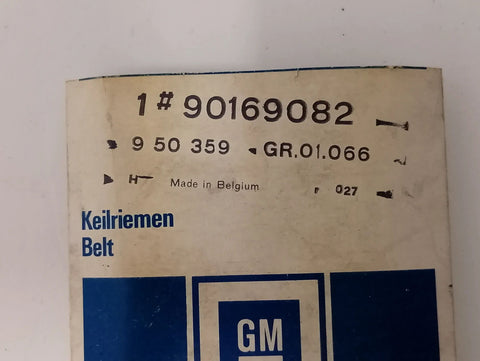 1 # 90169082
9 50 359 GR.01.066
H Made in Belgium 027
Keilriemen
Belt
GM